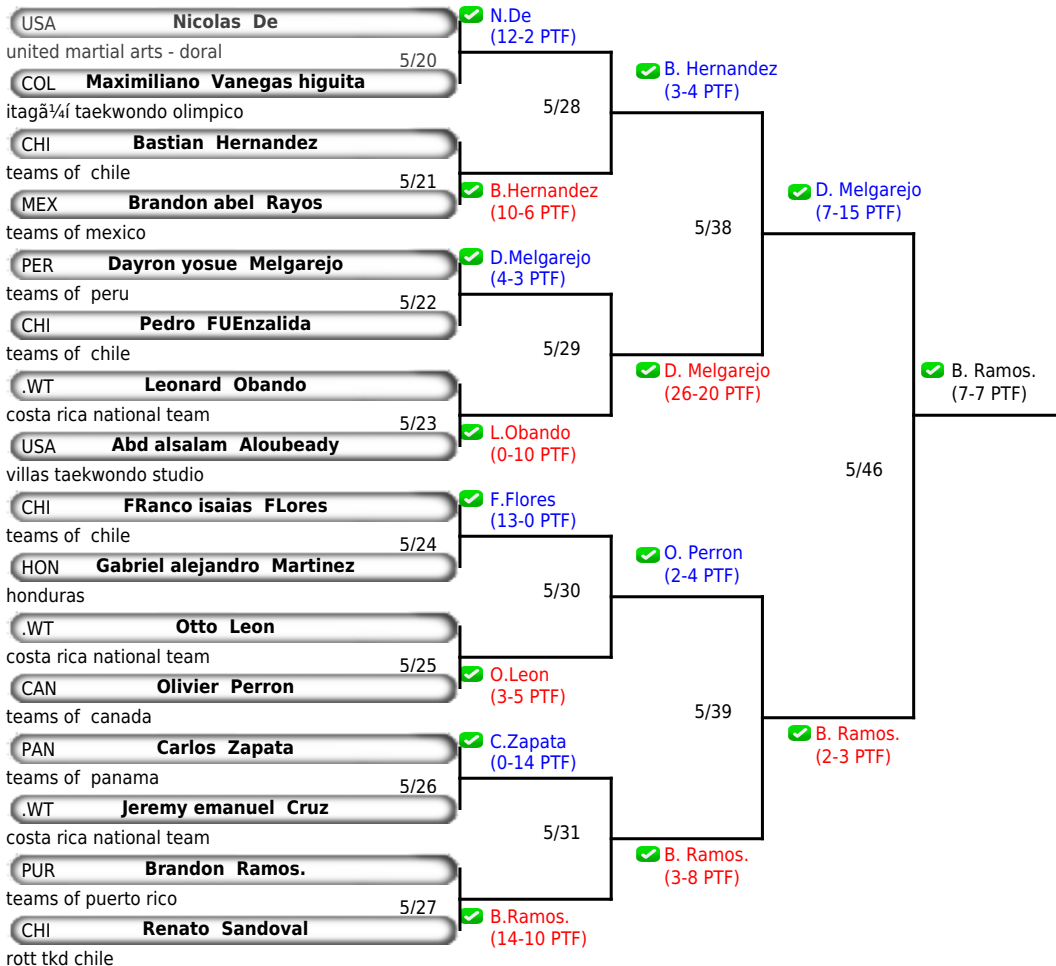 USA Nicolas De
united martial arts - doral
5/20
COL Maximiliano Vanegas higuita
itagã¼í taekwondo olimpico
CHI Bastian Hernandez
teams of chile
5/21
MEX Brandon abel Rayos
teams of mexico
PER Dayron yosue Melgarejo
teams of peru
5/22
CHI Pedro FUEnzalida
teams of chile
.WT Leonard Obando
costa rica national team
5/23
USA Abd alsalam Aloubeady
villas taekwondo studio
CHI FRanco isaias FLores
teams of chile
5/24
HON Gabriel alejandro Martinez
honduras
.WT Otto Leon
costa rica national team
5/25
CAN Olivier Perron
teams of canada
PAN Carlos Zapata
teams of panama
5/26
.WT Jeremy emanuel Cruz
costa rica national team
PUR Brandon Ramos.
teams of puerto rico
5/27
CHI Renato Sandoval
rott tkd chile
N.De
(12-2 PTF)
5/28
B.Hernandez
(10-6 PTF)
D.Melgarejo
(4-3 PTF)
5/29
L.Obando
(0-10 PTF)
F.Flores
(13-0 PTF)
5/30
O.Leon
(3-5 PTF)
C.Zapata
(0-14 PTF)
5/31
B.Ramos.
(14-10 PTF)
B. Hernandez
(3-4 PTF)
5/38
D. Melgarejo
(26-20 PTF)
O. Perron
(2-4 PTF)
5/39
B. Ramos.
(3-8 PTF)
D. Melgarejo
(7-15 PTF)
5/46
B. Ramos.
(2-3 PTF)
B. Ramos.
(7-7 PTF)